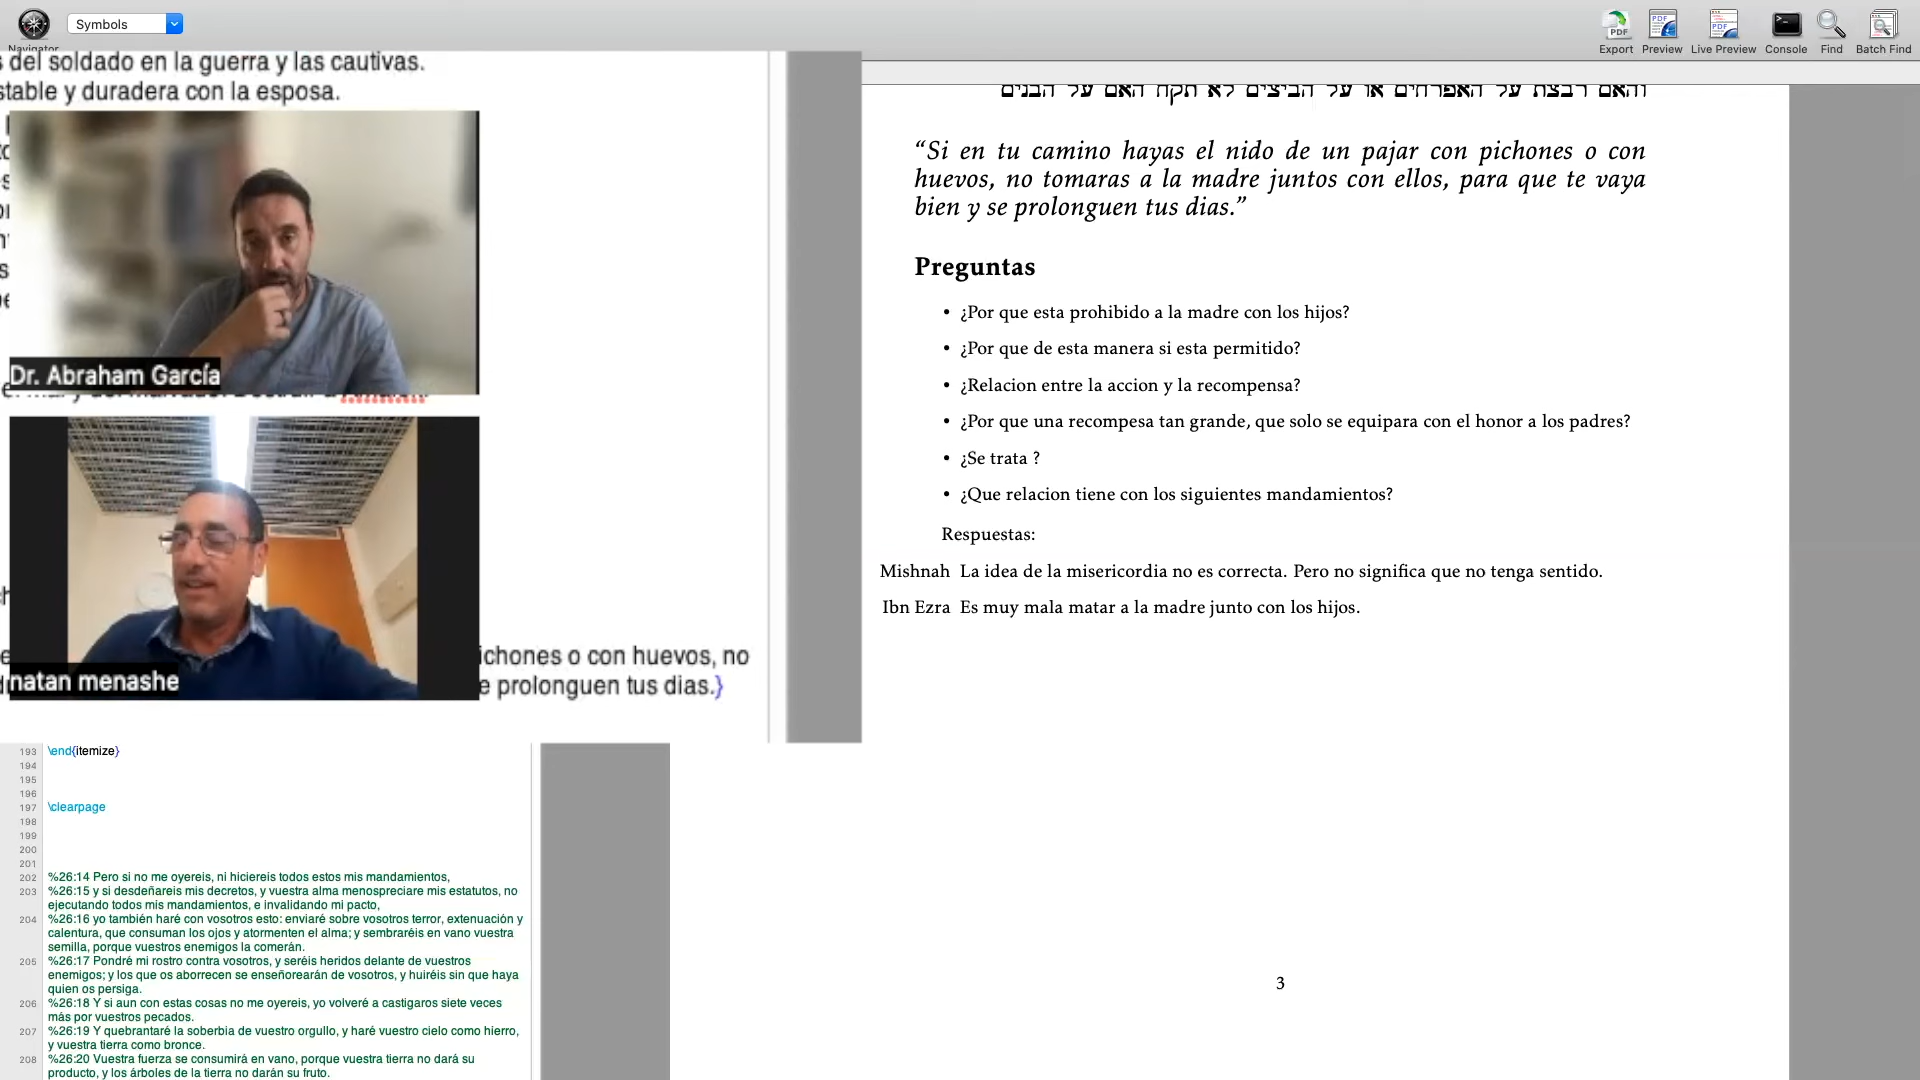 Symbols
Navigator
Export Preview Live Preview Console Find Batch Find
del soldado en la guerra y las cautivas.
stable y duradera con la esposa.
Dr. Abraham García
natan menashe
ichones o con huevos, no
e prolonguen tus dias.}
193 \end{itemize}
194
195
196
197 \clearpage
198
199
200
201
202 %26:14 Pero si no me oyereis, ni hiciereis todos estos mis mandamientos,
203 %26:15 y si desdeñareis mis decretos, y vuestra alma menospreciare mis estatutos, no
ejecutando todos mis mandamientos, e invalidando mi pacto,
204 %26:16 yo también haré con vosotros esto: enviaré sobre vosotros terror, extenuación y
calentura, que consuman los ojos y atormenten el alma; y sembraréis en vano vuestra
semilla, porque vuestros enemigos la comerán.
205 %26:17 Pondré mi rostro contra vosotros, y seréis heridos delante de vuestros
enemigos; y los que os aborrecen se enseñorearán de vosotros, y huiréis sin que haya
quien os persiga.
206 %26:18 Y si aun con estas cosas no me oyereis, yo volveré a castigaros siete veces
más por vuestros pecados.
207 %26:19 Y quebrantaré la soberbia de vuestro orgullo, y haré vuestro cielo como hierro,
y vuestra tierra como bronce.
208 %26:20 Vuestra fuerza se consumirá en vano, porque vuestra tierra no dará su
producto, y los árboles de la tierra no darán su fruto.
והאם רבצת על האפרחים או על הביצים לא תקח האם על הבנים
“Si en tu camino hayas el nido de un pajar con pichones o con
huevos, no tomaras a la madre juntos con ellos, para que te vaya
bien y se prolonguen tus dias.”
Preguntas
• ¿Por que esta prohibido a la madre con los hijos?
• ¿Por que de esta manera si esta permitido?
• ¿Relacion entre la accion y la recompensa?
• ¿Por que una recompesa tan grande, que solo se equipara con el honor a los padres?
• ¿Se trata ?
• ¿Que relacion tiene con los siguientes mandamientos?
Respuestas:
Mishnah La idea de la misericordia no es correcta. Pero no significa que no tenga sentido.
Ibn Ezra Es muy mala matar a la madre junto con los hijos.
3